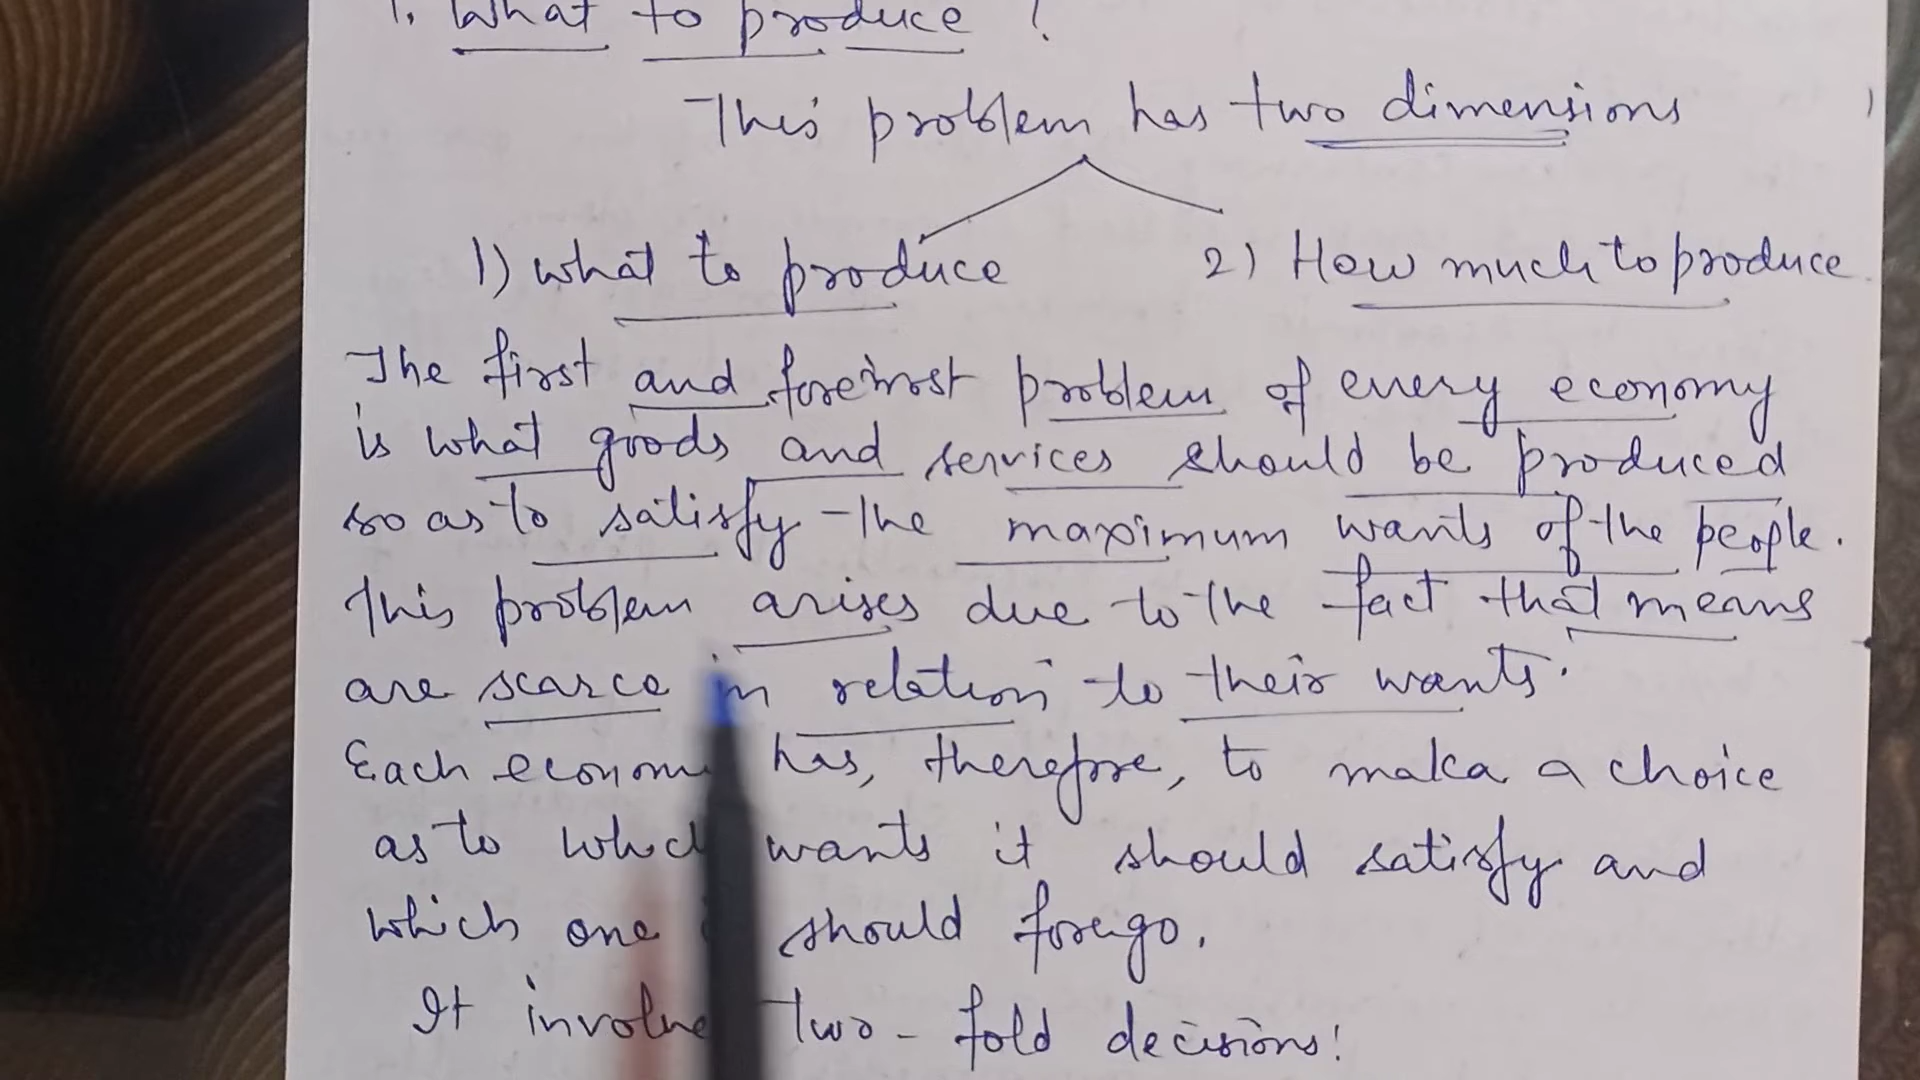 1. What to produce ?
This problem has two dimensions
1) What to produce 2) How much to produce
The first and foremost problem of every economy
is what goods and services should be produced
so as to satisfy the maximum wants of the people.
This problem arises due to the fact that means
are scarce in relation to their wants.
Each econom has, therefore, to make a choice
as to which wants it should satisfy and
which one should forego.
It involve two-fold decisions: